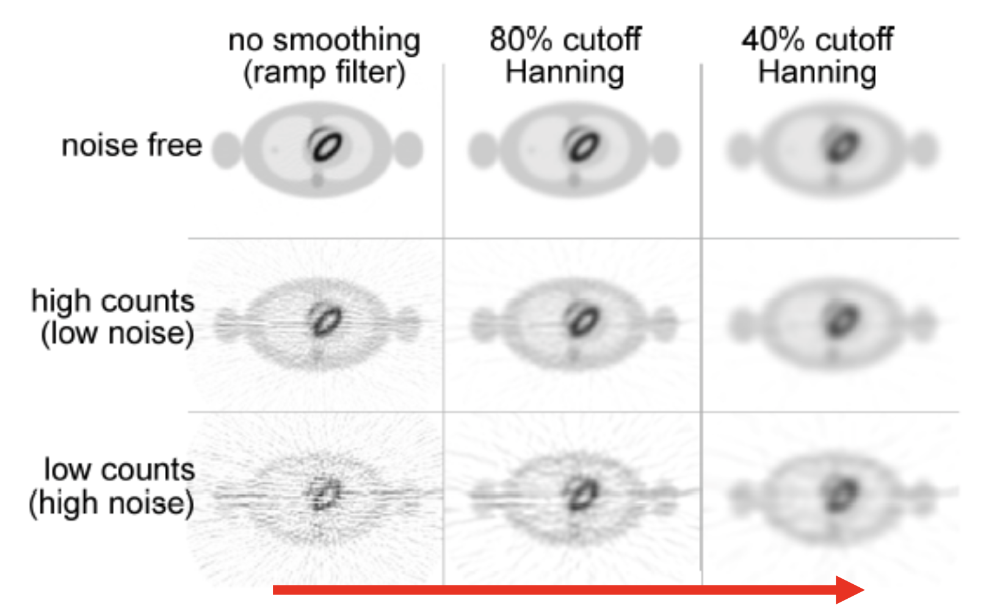 no smoothing
(ramp filter)
80% cutoff
Hanning
40% cutoff
Hanning
noise free
high counts
(low noise)
low counts
(high noise)